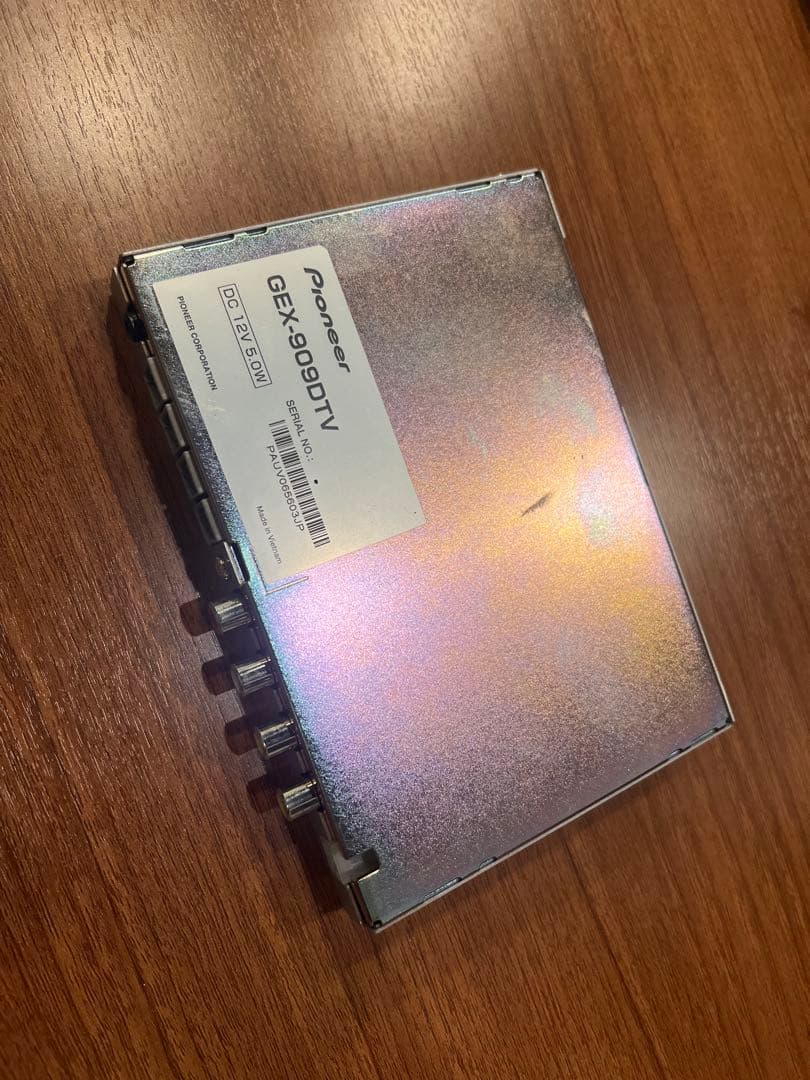 Pioneer
GEX-909DTV
DC 12V 5.0W
SERIAL NO.:
PAUV065603JP
PIONEER CORPORATION
Made in Vietnam